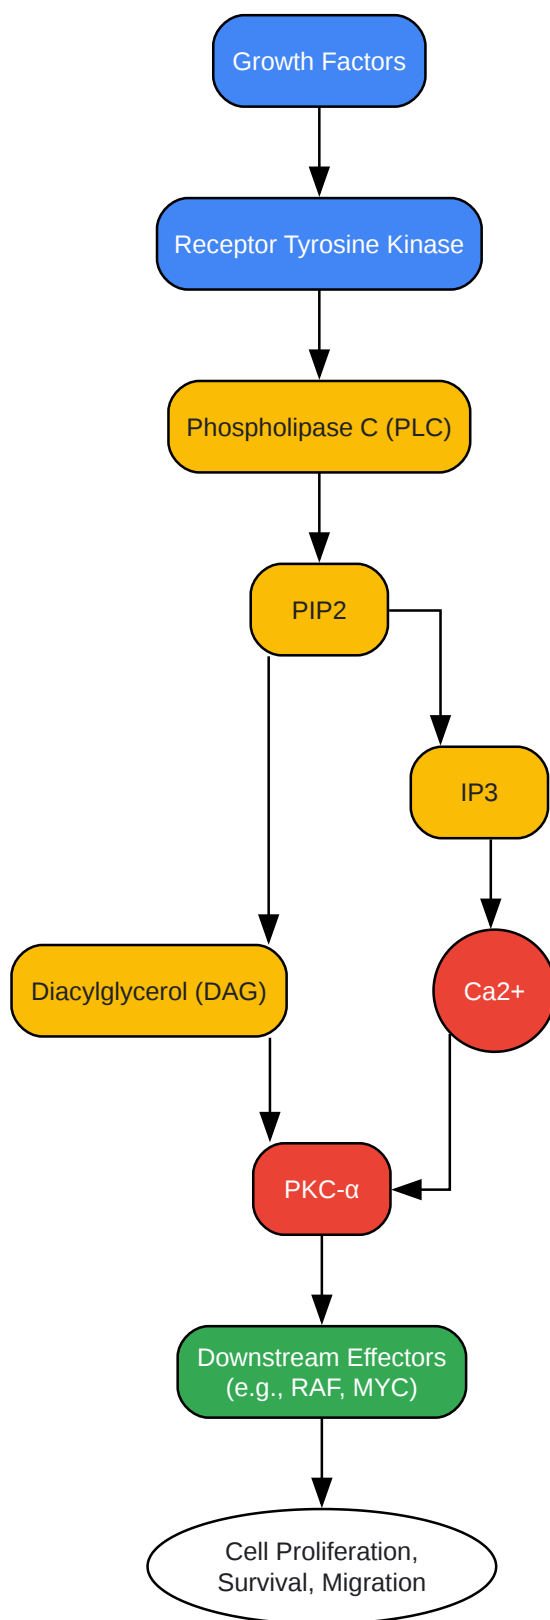 Growth Factors
Receptor Tyrosine Kinase
Phospholipase C (PLC)
PIP2
IP3
Diacylglycerol (DAG)
Ca2+
PKC-α
Downstream Effectors
(e.g., RAF, MYC)
Cell Proliferation,
Survival, Migration